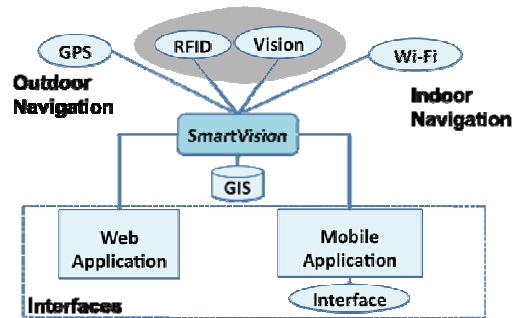 GPS
RFID
Vision
Wi-Fi
Outdoor
Navigation
Indoor
Navigation
SmartVision
GIS
Web
Application
Mobile
Application
Interface
Interfaces